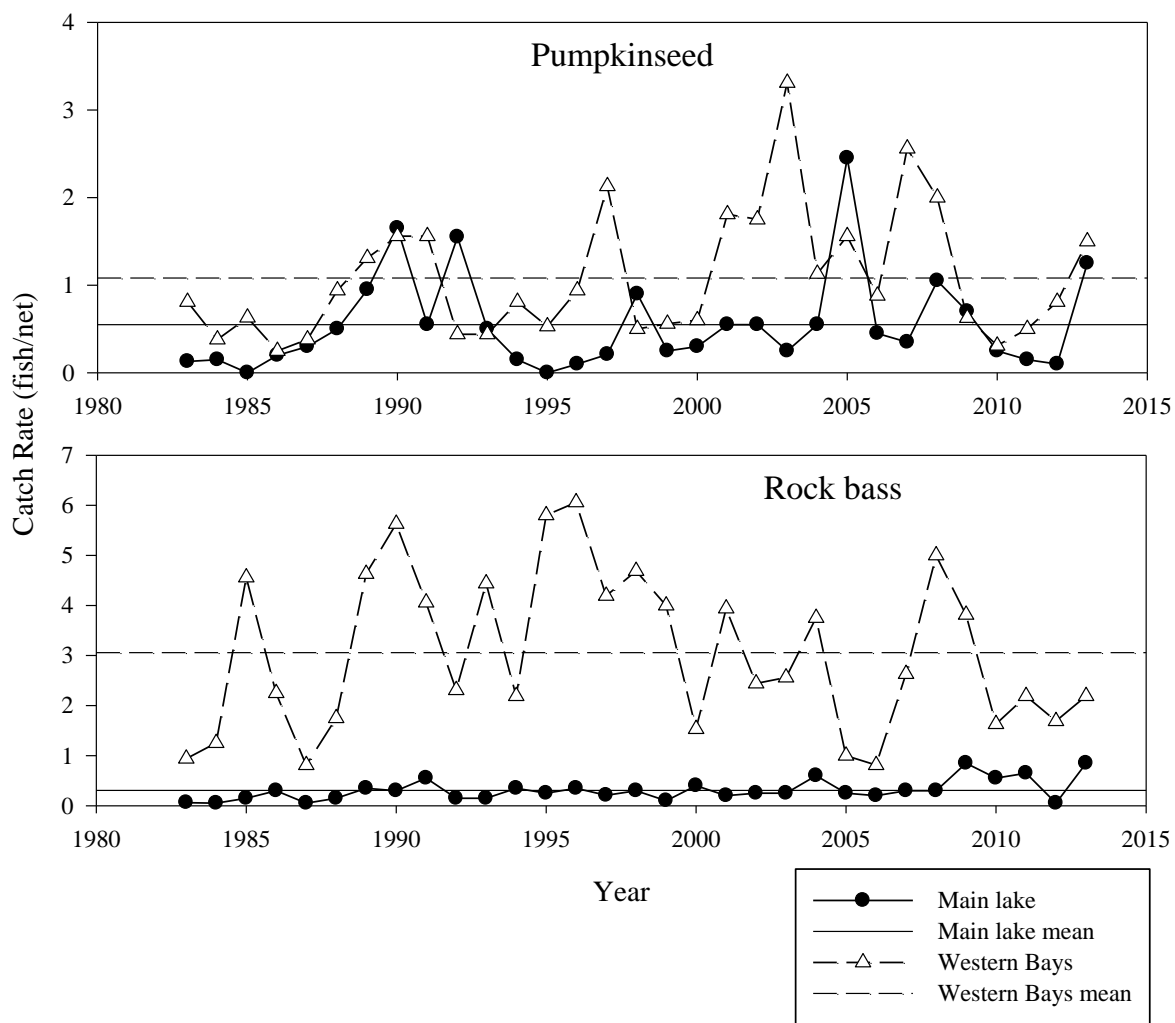 Pumpkinseed
4
3
2
1
0
1980 1985 1990 1995 2000 2005 2010 2015
Catch Rate (fish/net)
Rock bass
7
6
5
4
3
2
1
0
1980 1985 1990 1995 2000 2005 2010 2015
Year
Main lake
Main lake mean
Western Bays
Western Bays mean